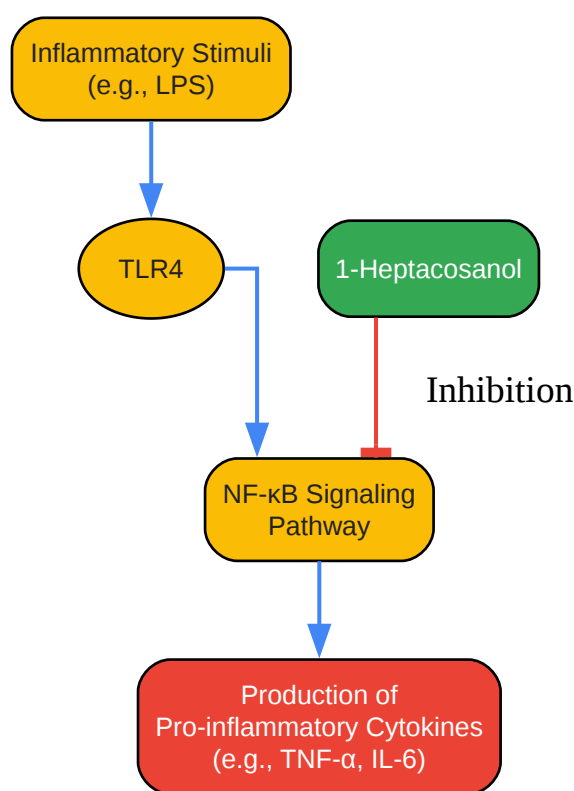 Inflammatory Stimuli
(e.g., LPS)
TLR4
1-Heptacosanol
Inhibition
NF-κB Signaling
Pathway
Production of
Pro-inflammatory Cytokines
(e.g., TNF-α, IL-6)